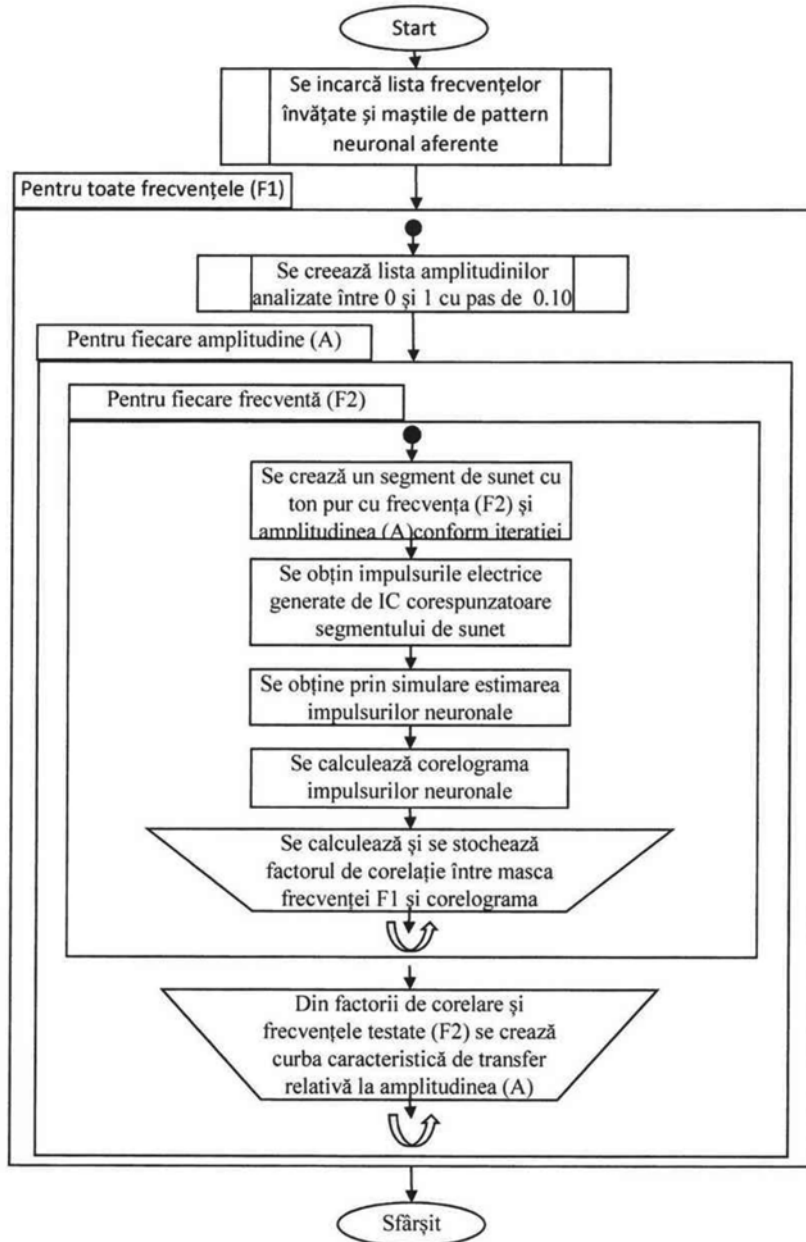 Start
Se incarcă lista frecvențelor
învățate și maștile de pattern
neuronal aferente
Pentru toate frecvențele (F1)
Se creează lista amplitudinilor
analizate între 0 și 1 cu pas de 0.10
Pentru fiecare amplitudine (A)
Pentru fiecare frecventă (F2)
Se crează un segment de sunet cu
ton pur cu frecvența (F2) și
amplitudinea (A)conform iteratiei
Se obțin impulsurile electrice
generate de IC corespunzatoare
segmentului de sunet
Se obține prin simulare estimarea
impulsurilor neuronale
Se calculează corelograma
impulsurilor neuronale
Se calculează și se stochează
factorul de corelație între masca
frecvenței F1 și corelograma
Din factorii de corelare și
frecvențele testate (F2) se crează
curba caracteristică de transfer
relativă la amplitudinea (A)
Sfârșit